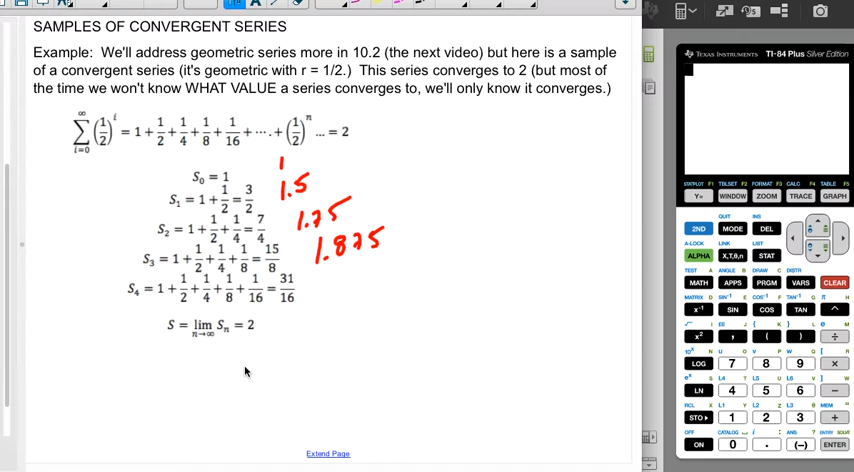 SAMPLES OF CONVERGENT SERIES
Example: We'll address geometric series more in 10.2 (the next video) but here is a sample
of a convergent series (it's geometric with r = 1/2.) This series converges to 2 (but most of
the time we won't know WHAT VALUE a series converges to, we'll only know it converges.)
∑_{i=0}^{∞} (1/2)^i = 1 + 1/2 + 1/4 + 1/8 + 1/16 + ⋯. + (1/2)^n ... = 2
S₀ = 1
1
S₁ = 1 + 1/2 = 3/2
1.5
S₂ = 1 + 1/2 + 1/4 = 7/4
1.75
S₃ = 1 + 1/2 + 1/4 + 1/8 = 15/8
1.875
S₄ = 1 + 1/2 + 1/4 + 1/8 + 1/16 = 31/16
S = lim_{n→∞} Sₙ = 2
Extend Page
TEXAS INSTRUMENTS TI-84 Plus Silver Edition
STATPLOT F1 TBLSET F2 FORMAT F3 CALC F4 TABLE F5
Y= WINDOW ZOOM TRACE GRAPH
QUIT INS
2ND MODE DEL
A-LOCK LINK LIST
ALPHA X,T,θ,n STAT
TEST A ANGLE B DRAW C DISTR
MATH APPS PRGM VARS CLEAR
MATRIX D SIN⁻¹ E COS⁻¹ F TAN⁻¹ G π H
x⁻¹ SIN COS TAN ^
√ I EE J { K } L e M
x² , ( ) ÷
10ˣ N u O v P w Q [ R
LOG 7 8 9 ×
eˣ S L4 T L5 U L6 V ] W
LN 4 5 6 −
RCL X L1 Y L2 Z L3 θ MEM "
STO▸ 1 2 3 +
OFF CATALOG i : ANS ? ENTRY SOLVE
ON 0 . (−) ENTER